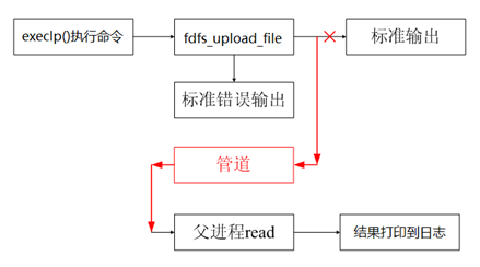 execlp()执行命令
fdfs_upload_file
标准输出
标准错误输出
管道
父进程read
结果打印到日志